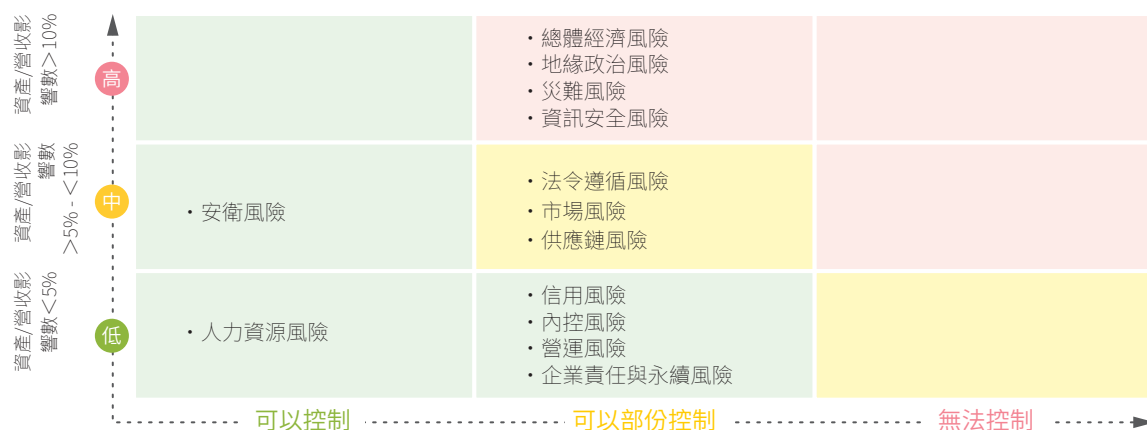 資產/營收影
響數＞10%
高
・總體經濟風險
・地緣政治風險
・災難風險
・資訊安全風險
資產/營收影
響數
＞5% - ＜10%
中
・安衛風險
・法令遵循風險
・市場風險
・供應鏈風險
資產/營收影
響數＜5%
低
・人力資源風險
・信用風險
・內控風險
・營運風險
・企業責任與永續風險
可以控制
可以部份控制
無法控制